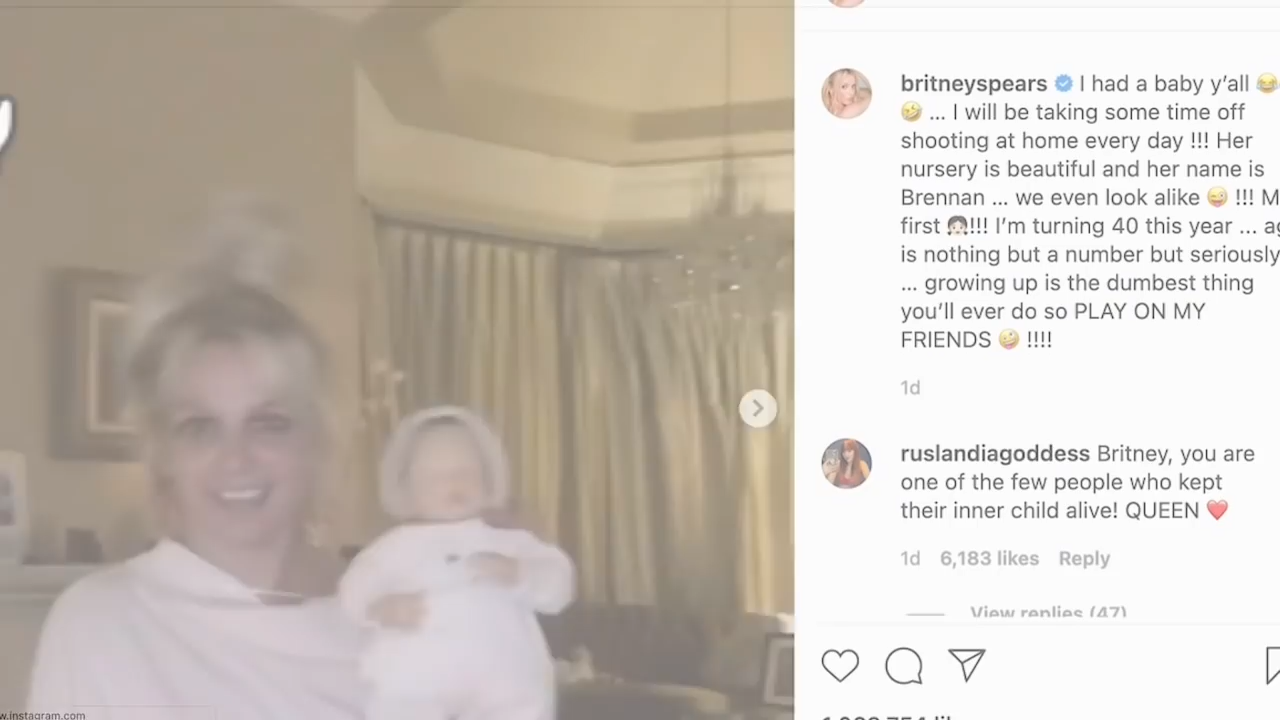 britneyspears I had a baby y’all 😂
🤣 ... I will be taking some time off
shooting at home every day !!! Her
nursery is beautiful and her name is
Brennan ... we even look alike 😜 !!! M
first 👧🏻!!! I’m turning 40 this year ... ag
is nothing but a number but seriously
... growing up is the dumbest thing
you’ll ever do so PLAY ON MY
FRIENDS 🤪 !!!!
1d
ruslandiagoddess Britney, you are
one of the few people who kept
their inner child alive! QUEEN ❤️
1d 6,183 likes Reply
View replies (47)
w.instagram.com